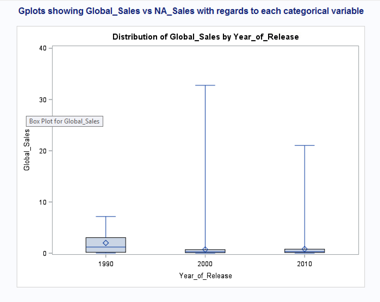 Gplots showing Global_Sales vs NA_Sales with regards to each categorical variable
Distribution of Global_Sales by Year_of_Release
40
30
Box Plot for Global_Sales
20
10
0
Global_Sales
1990 2000 2010
Year_of_Release